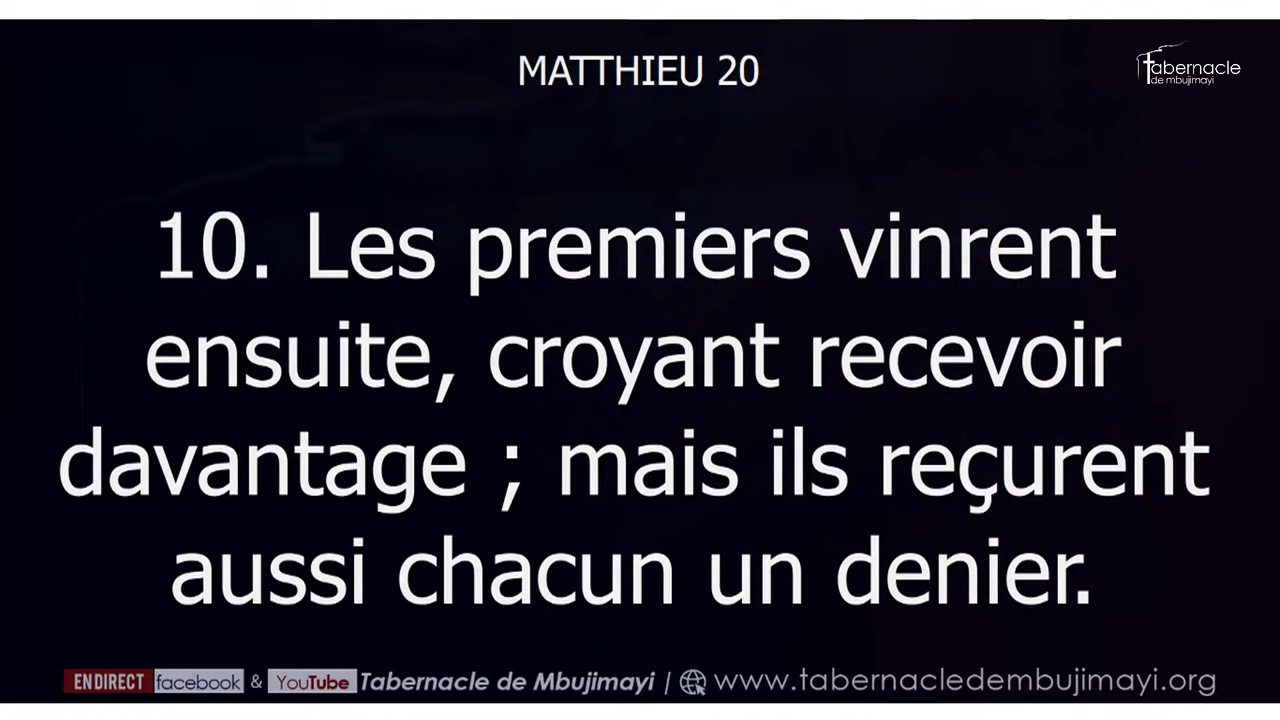 MATTHIEU 20
tabernacle
de mbujimayi
10. Les premiers vinrent
ensuite, croyant recevoir
davantage ; mais ils reçurent
aussi chacun un denier.
EN DIRECT facebook & YouTube Tabernacle de Mbujimayi | www.tabernacledembujimayi.org